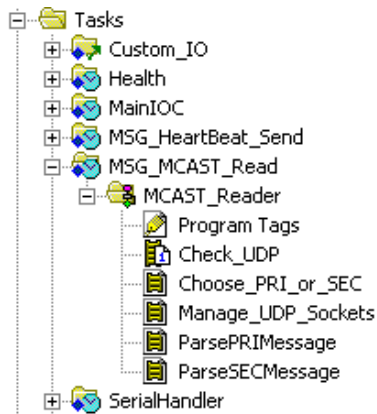 Tasks
Custom_IO
Health
MainIOC
MSG_HeartBeat_Send
MSG_MCAST_Read
MCAST_Reader
Program Tags
Check_UDP
Choose_PRI_or_SEC
Manage_UDP_Sockets
ParsePRIMessage
ParseSECMessage
SerialHandler